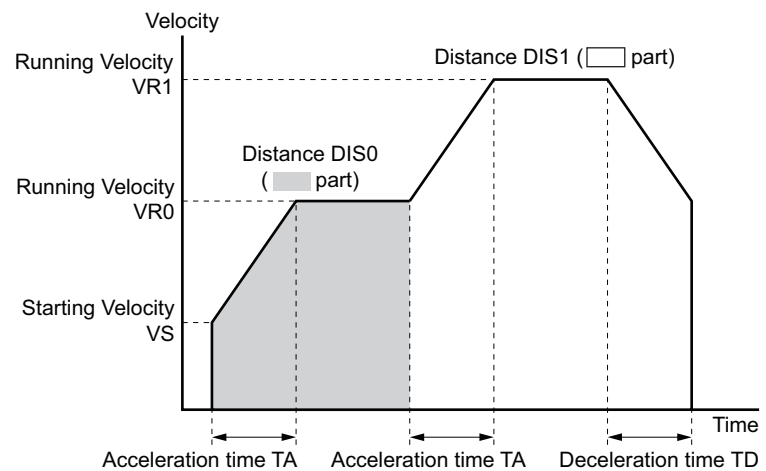 Velocity
Running Velocity
VR1
Distance DIS1 ( part)
Distance DIS0
( part)
Running Velocity
VR0
Starting Velocity
VS
Time
Acceleration time TA
Acceleration time TA
Deceleration time TD